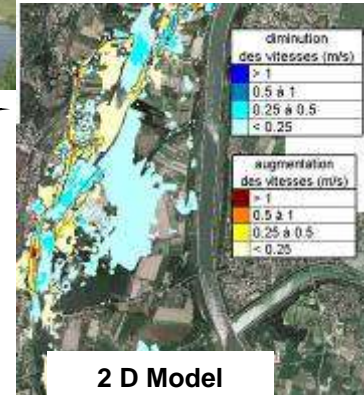 diminution
des vitesses (m/s)
> 1
0.5 à 1
0.25 à 0.5
< 0.25
augmentation
des vitesses (m/s)
> 1
0.5 à 1
0.25 à 0.5
< 0.25
2 D Model